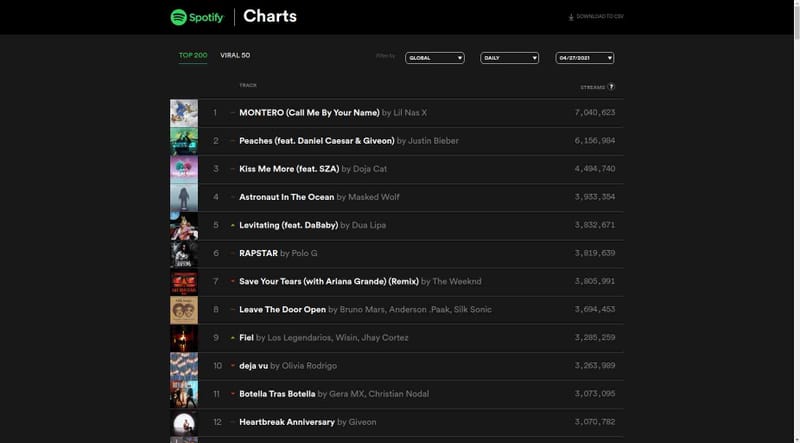 Spotify Charts
DOWNLOAD TO CSV
TOP 200 VIRAL 50 Filter by GLOBAL DAILY 04/27/2021
TRACK STREAMS ?
1 MONTERO (Call Me By Your Name) by Lil Nas X 7,040,623
2 Peaches (feat. Daniel Caesar & Giveon) by Justin Bieber 6,156,984
3 Kiss Me More (feat. SZA) by Doja Cat 4,494,740
4 Astronaut In The Ocean by Masked Wolf 3,933,354
5 Levitating (feat. DaBaby) by Dua Lipa 3,832,671
6 RAPSTAR by Polo G 3,819,639
7 Save Your Tears (with Ariana Grande) (Remix) by The Weeknd 3,805,991
8 Leave The Door Open by Bruno Mars, Anderson .Paak, Silk Sonic 3,694,453
9 Fiel by Los Legendarios, Wisin, Jhay Cortez 3,285,259
10 deja vu by Olivia Rodrigo 3,263,989
11 Botella Tras Botella by Gera MX, Christian Nodal 3,073,095
12 Heartbreak Anniversary by Giveon 3,070,782